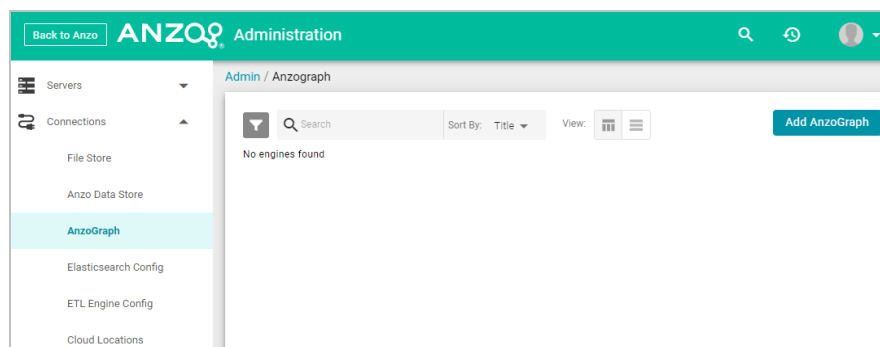 Back to Anzo ANZO Administration
Servers
Connections
File Store
Anzo Data Store
AnzoGraph
Elasticsearch Config
ETL Engine Config
Cloud Locations
Admin / Anzograph
Search Sort By: Title View: Add AnzoGraph
No engines found